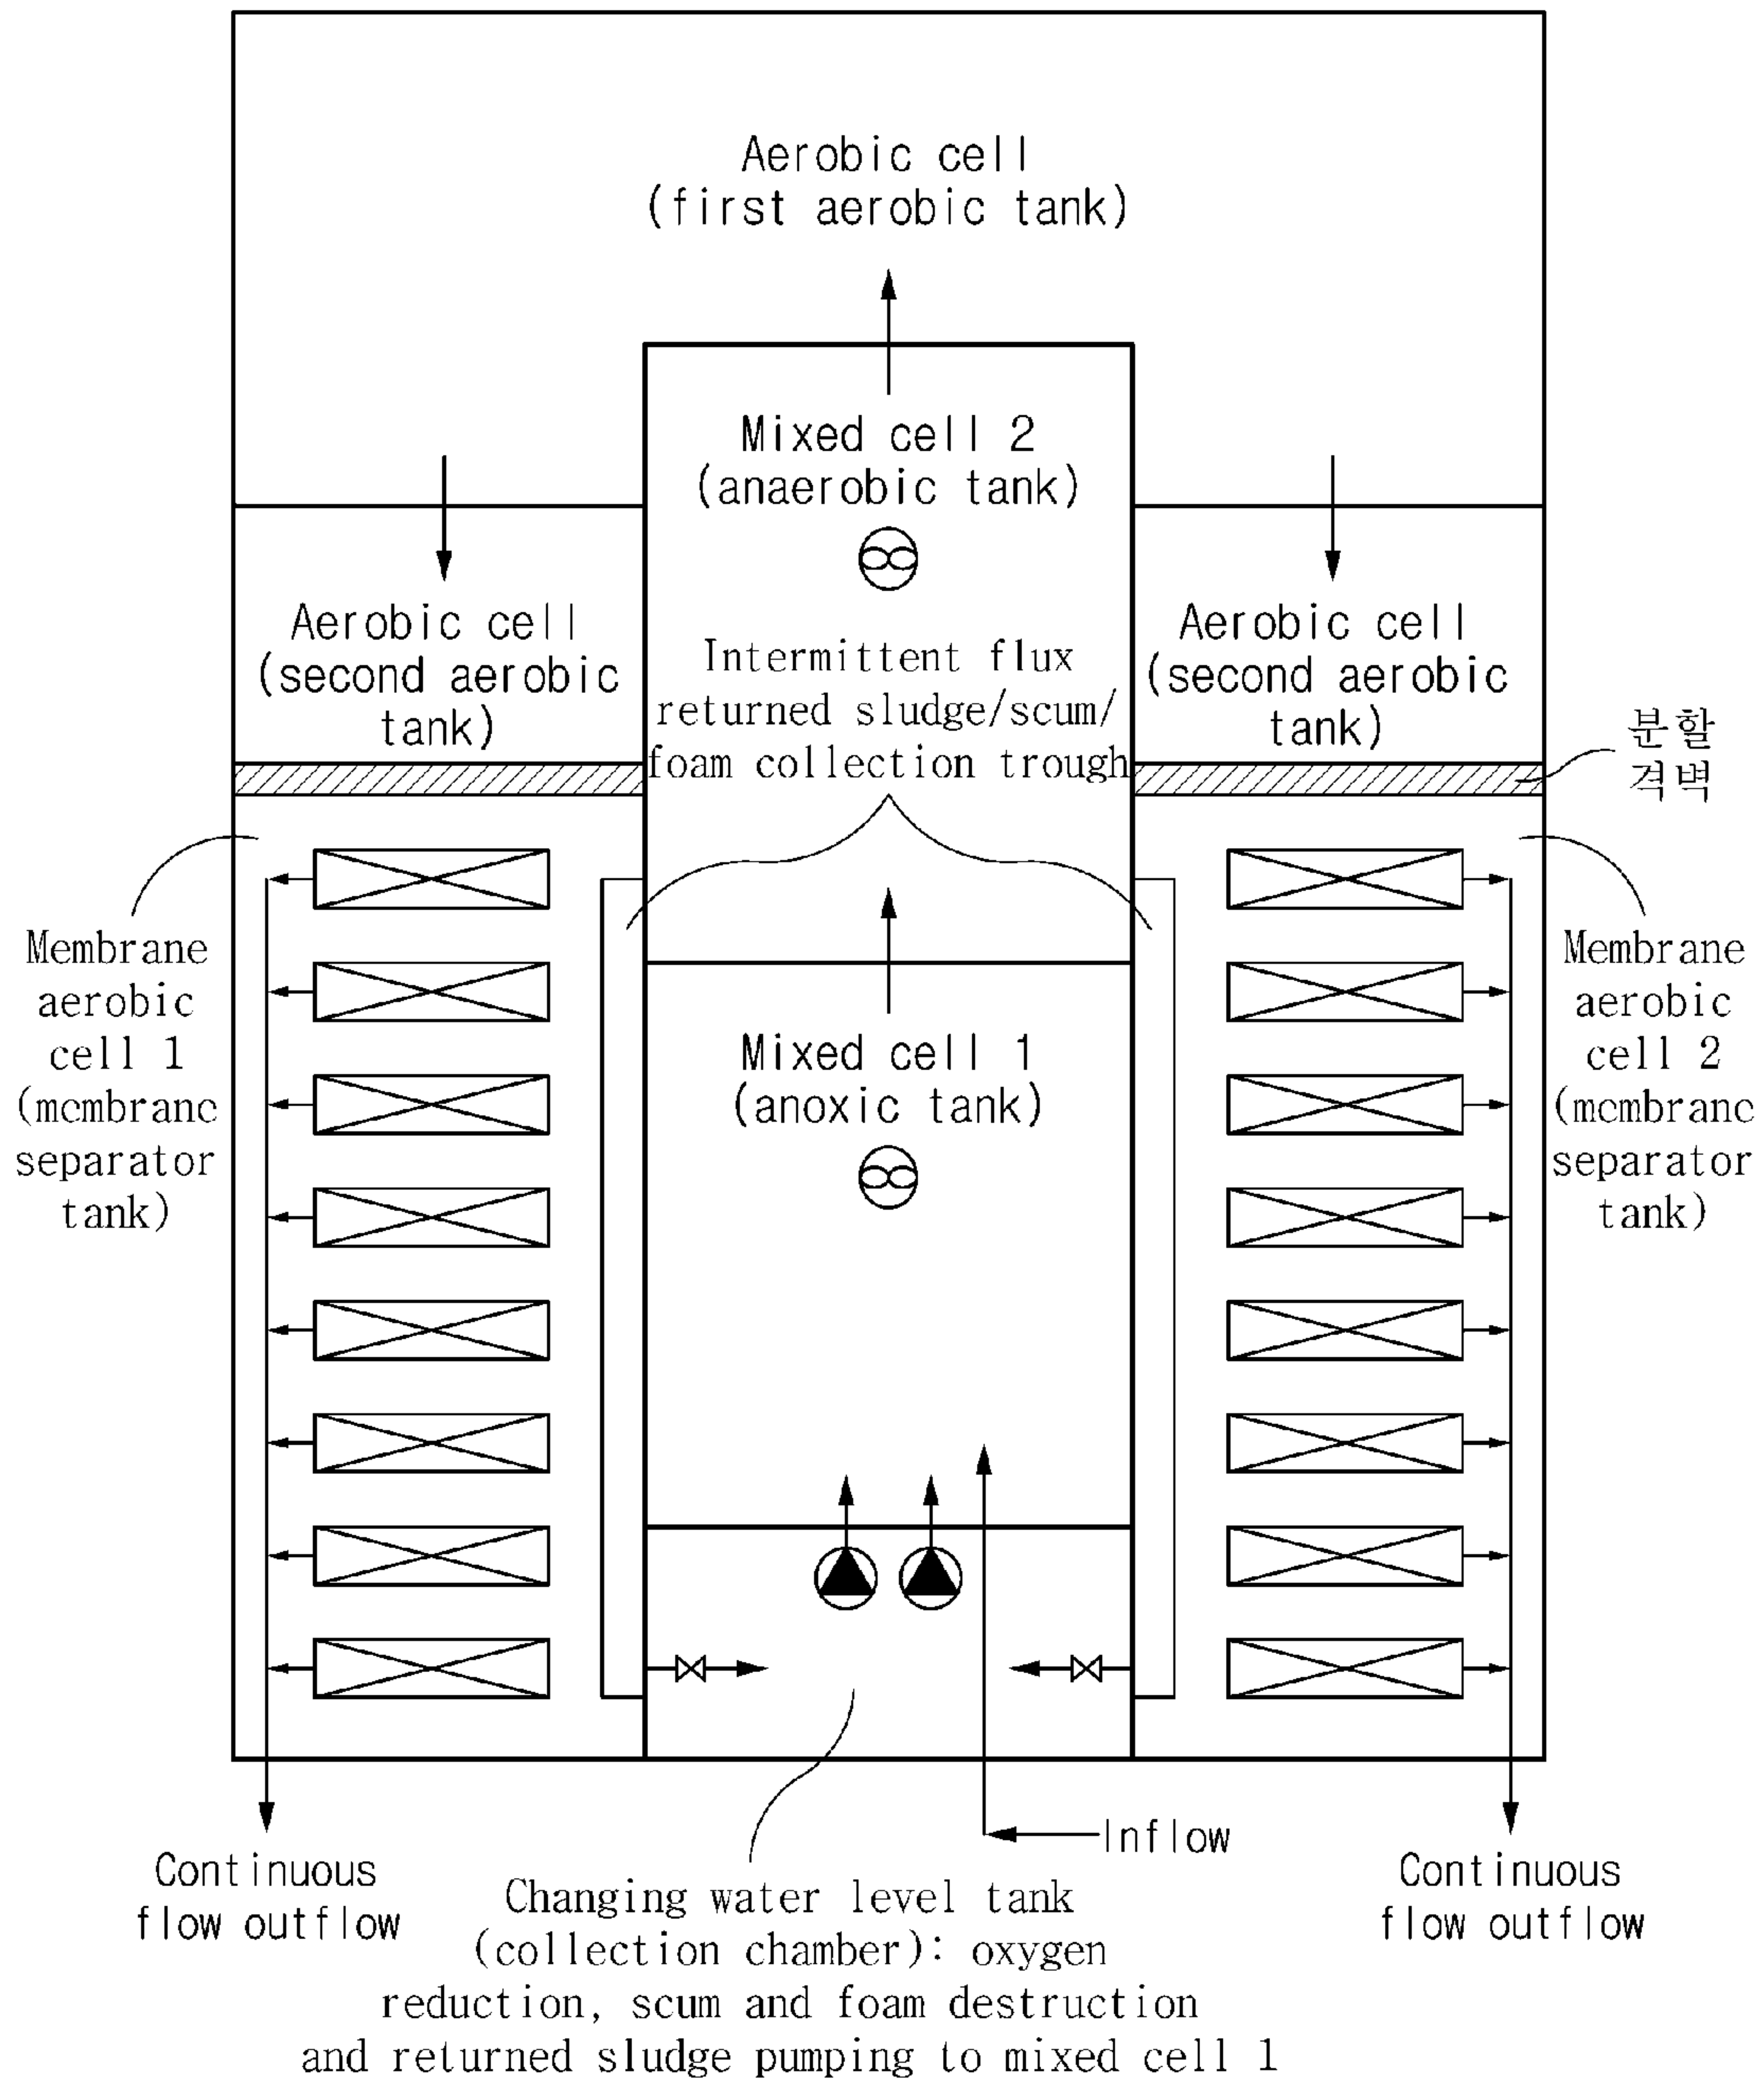 Aerobic cell
(first aerobic tank)
Mixed cell 2
(anaerobic tank)
Aerobic cell
(second aerobic
tank)
Intermittent flux
returned sludge/scum/
foam collection trough
Aerobic cell
(second aerobic
tank)
분할
격벽
Membrane
aerobic
cell 1
(membrane
separator
tank)
Mixed cell 1
(anoxic tank)
Membrane
aerobic
cell 2
(membrane
separator
tank)
Inflow
Continuous
flow outflow
Continuous
flow outflow
Changing water level tank
(collection chamber): oxygen
reduction, scum and foam destruction
and returned sludge pumping to mixed cell 1